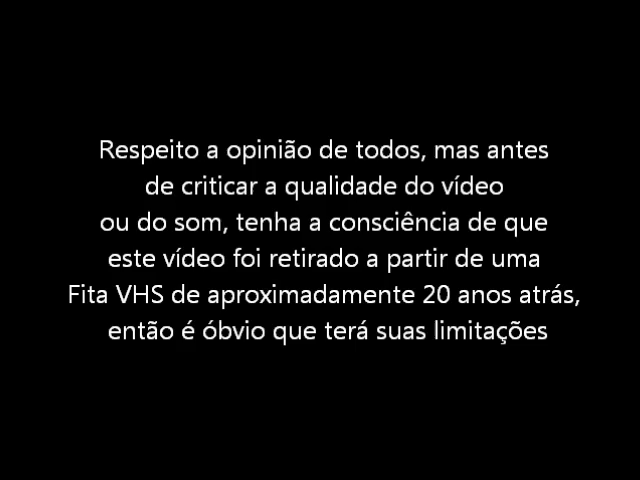 Respeito a opinião de todos, mas antes
de criticar a qualidade do vídeo
ou do som, tenha a consciência de que
este vídeo foi retirado a partir de uma
Fita VHS de aproximadamente 20 anos atrás,
então é óbvio que terá suas limitações